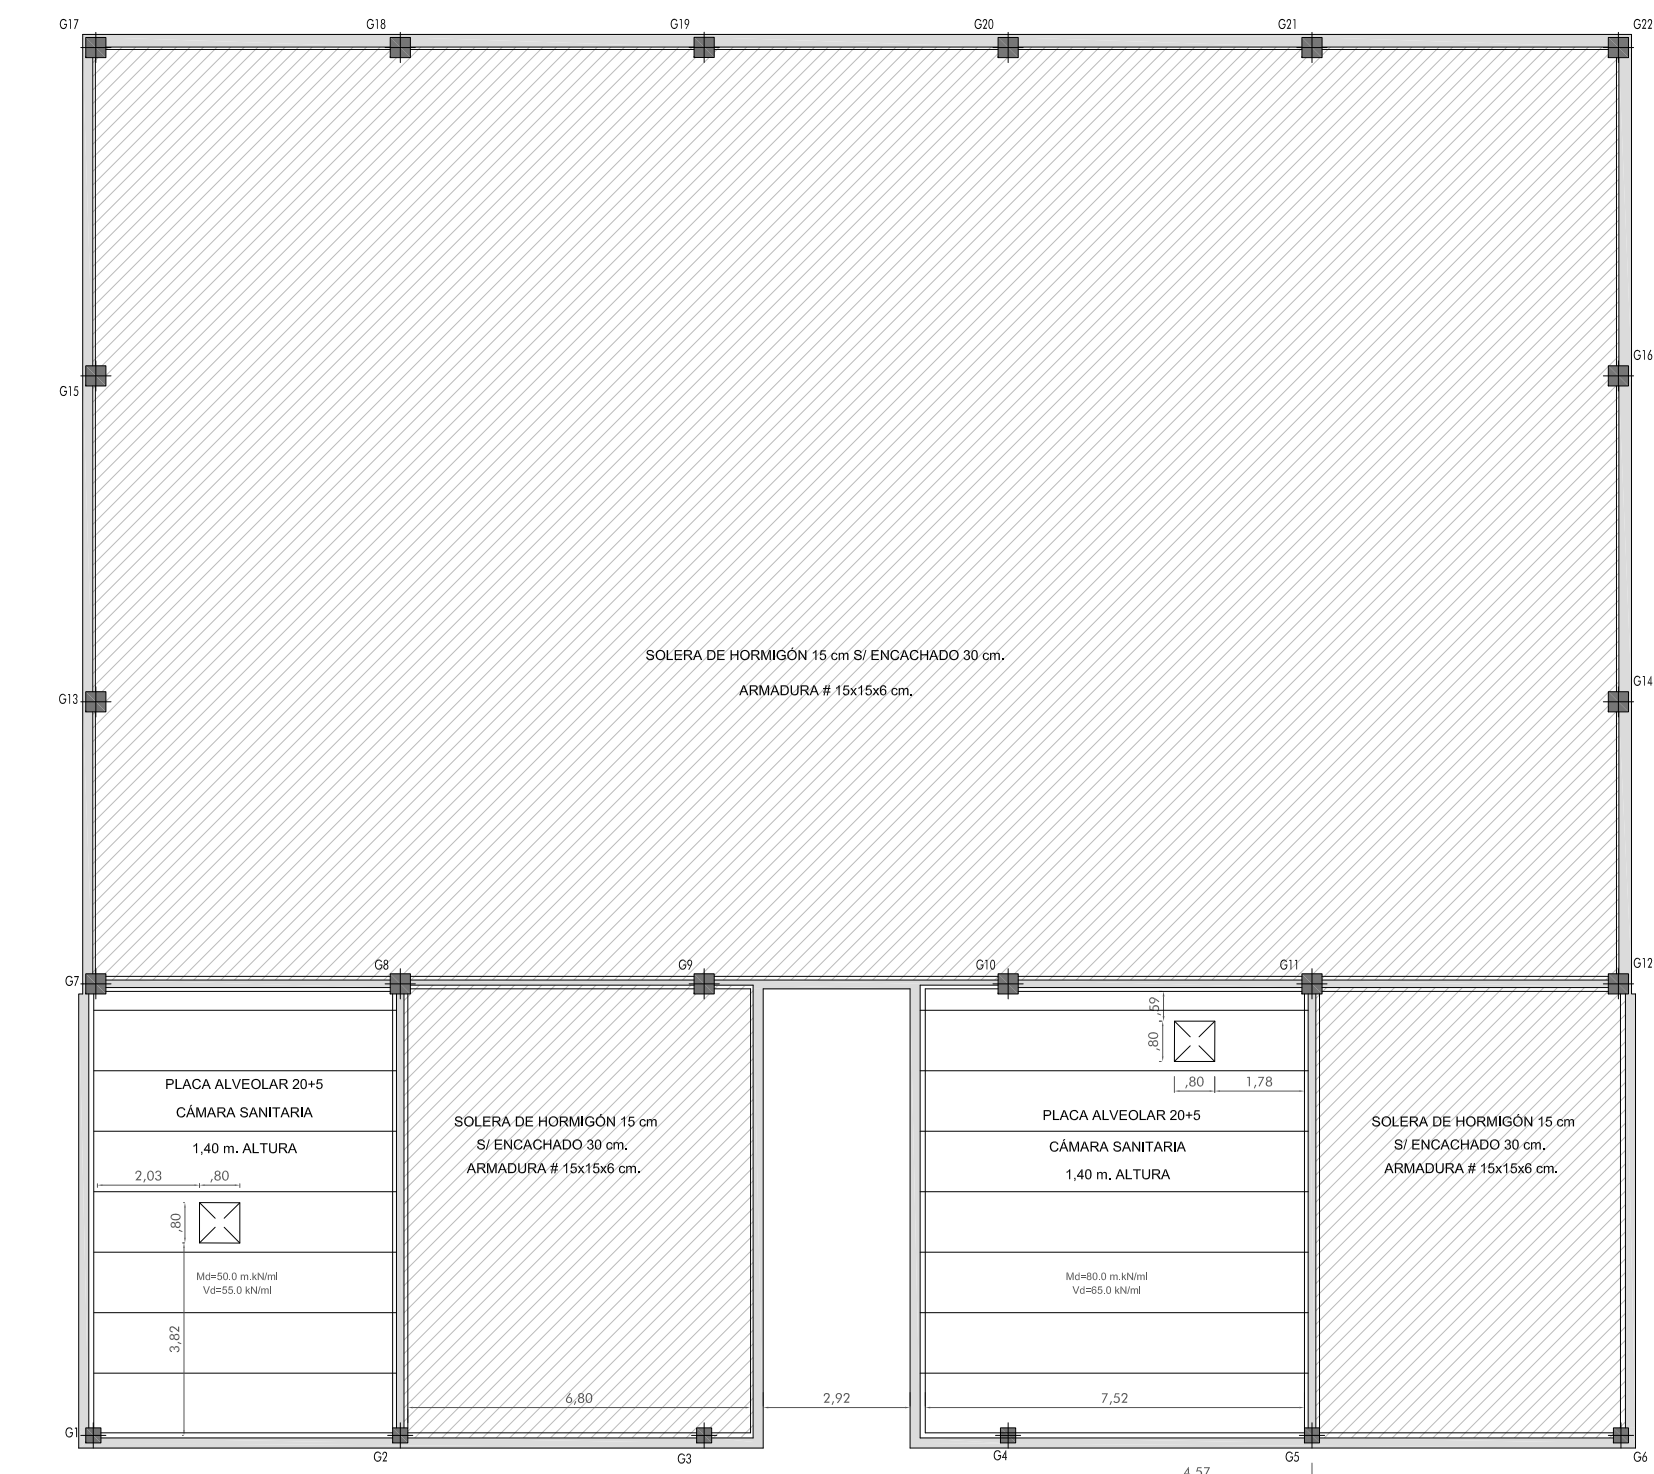 G17
G18
G19
G20
G21
G22
G16
G15
SOLERA DE HORMIGÓN 15 cm S/ ENCACHADO 30 cm.
ARMADURA # 15x15x6 cm.
G14
G13
G7
G8
G9
G10
G11
G12
,59
,80
,80
1,78
PLACA ALVEOLAR 20+5
CÁMARA SANITARIA
1,40 m. ALTURA
2,03
,80
,80
Md=50.0 m.kN/ml
Vd=55.0 kN/ml
3,82
SOLERA DE HORMIGÓN 15 cm
S/ ENCACHADO 30 cm.
ARMADURA # 15x15x6 cm.
PLACA ALVEOLAR 20+5
CÁMARA SANITARIA
1,40 m. ALTURA
Md=80.0 m.kN/ml
Vd=65.0 kN/ml
SOLERA DE HORMIGÓN 15 cm
S/ ENCACHADO 30 cm.
ARMADURA # 15x15x6 cm.
6,80
2,92
7,52
G1
G2
G3
G4
G5
G6
4,57